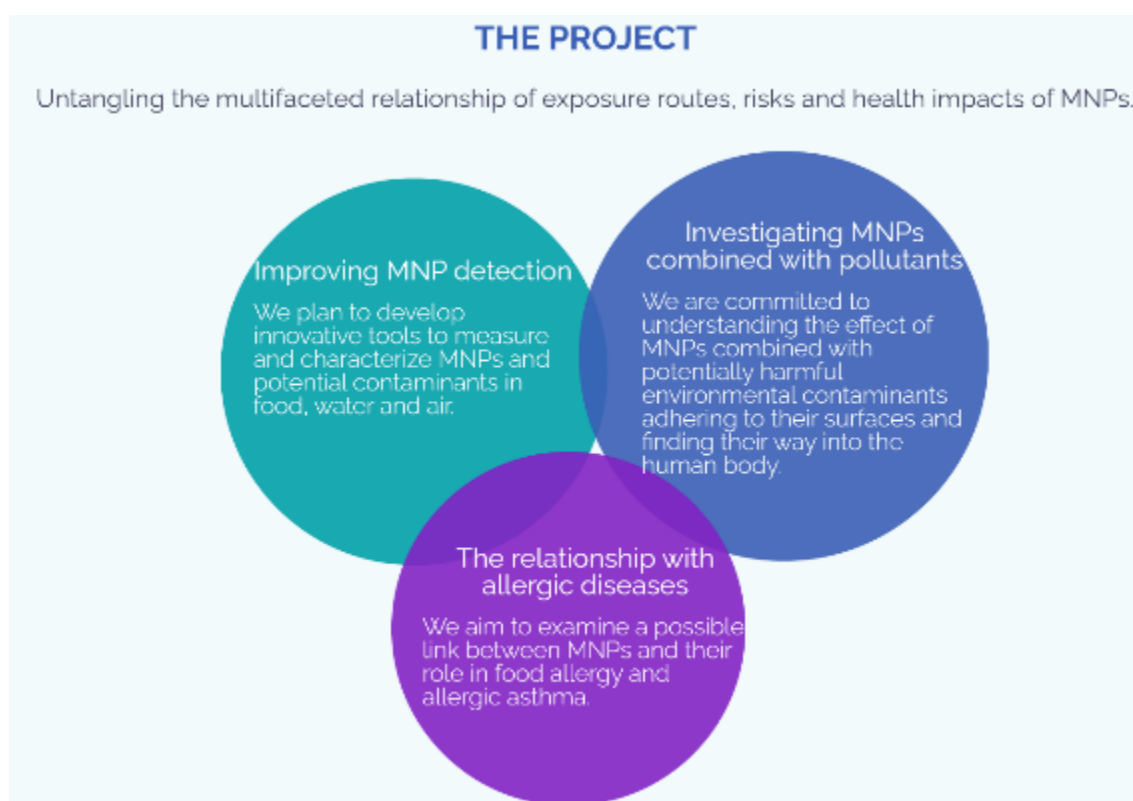 THE PROJECT
Untangling the multifaceted relationship of exposure routes, risks and health impacts of MNPs.
Improving MNP detection
We plan to develop
innovative tools to measure
and characterize MNPs and
potential contaminants in
food, water and air.
Investigating MNPs
combined with pollutants
We are committed to
understanding the effect of
MNPs combined with
potentially harmful
environmental contaminants
adhering to their surfaces and
finding their way into the
human body.
The relationship with
allergic diseases
We aim to examine a possible
link between MNPs and their
role in food allergy and
allergic asthma.